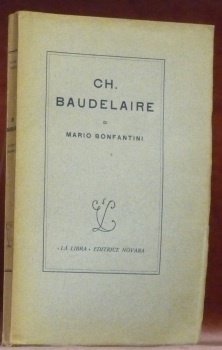 CH.
BAUDELAIRE
DI
MARIO BONFANTINI
« LA LIBRA » EDITRICE NOVARA